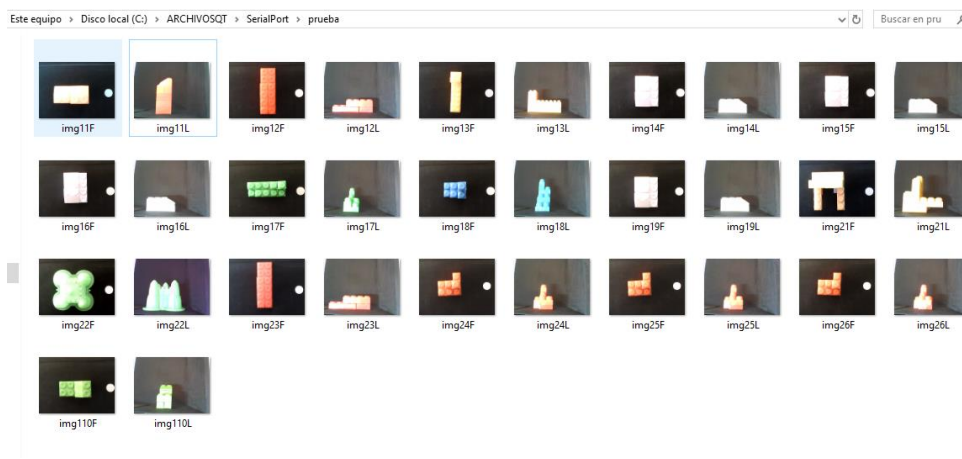 Este equipo > Disco local (C:) > ARCHIVOSQT > SerialPort > prueba
Buscar en pru
img11F img11L img12F img12L img13F img13L img14F img14L img15F img15L
img16F img16L img17F img17L img18F img18L img19F img19L img21F img21L
img22F img22L img23F img23L img24F img24L img25F img25L img26F img26L
img110F img110L